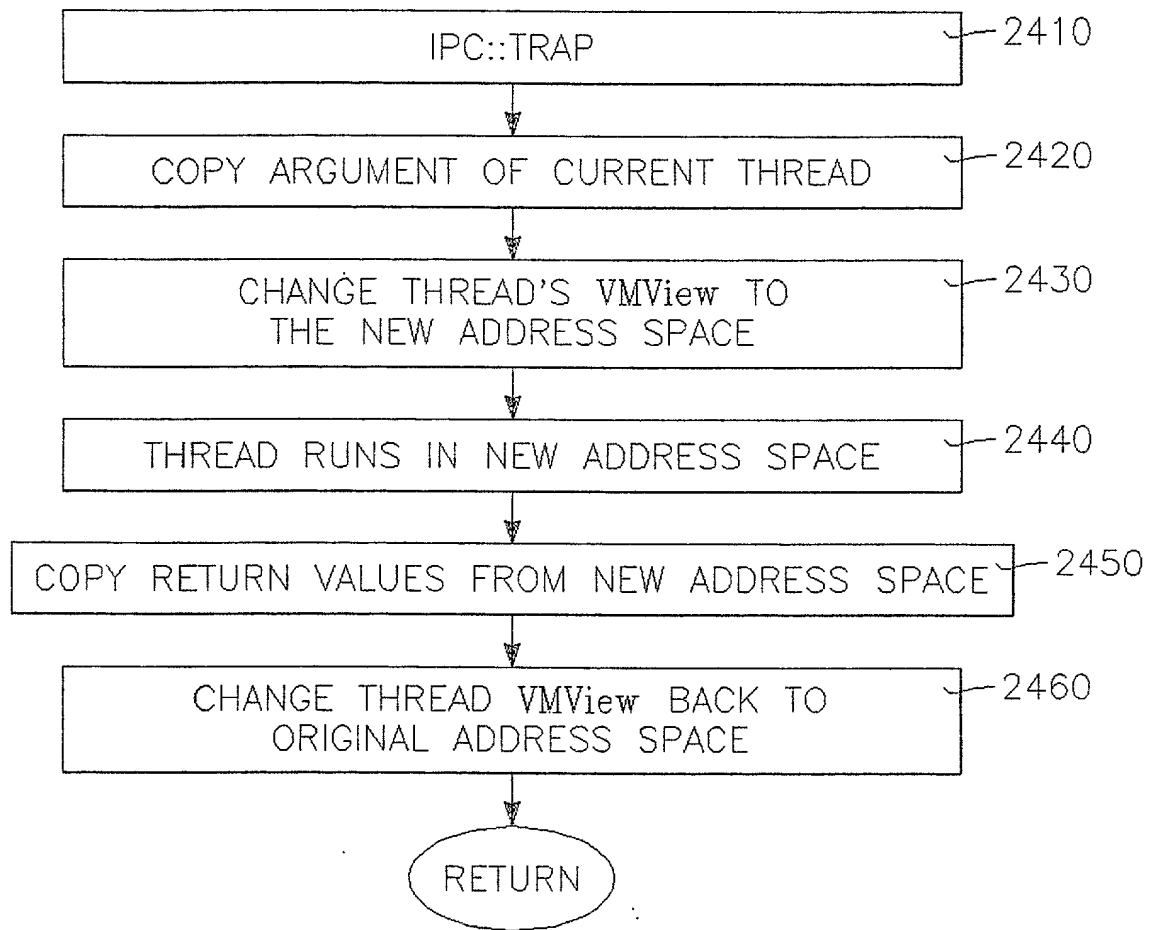 IPC::TRAP
2410
COPY ARGUMENT OF CURRENT THREAD
2420
CHANGE THREAD'S VMView TO
THE NEW ADDRESS SPACE
2430
THREAD RUNS IN NEW ADDRESS SPACE
2440
COPY RETURN VALUES FROM NEW ADDRESS SPACE
2450
CHANGE THREAD VMView BACK TO
ORIGINAL ADDRESS SPACE
2460
RETURN